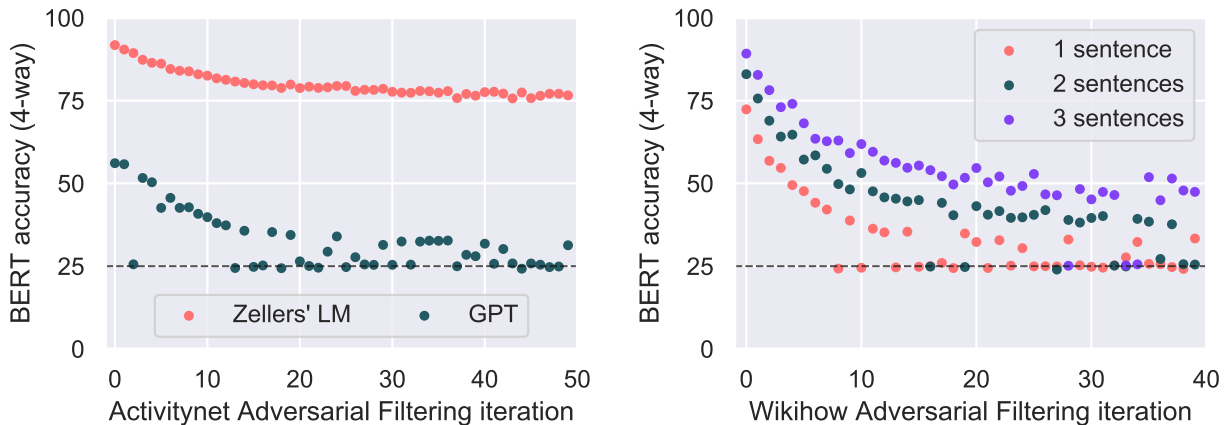 BERT accuracy (4-way)
100
75
50
25
0
Zellers' LM
GPT
0 10 20 30 40 50
Activitynet Adversarial Filtering iteration
BERT accuracy (4-way)
100
75
50
25
0
1 sentence
2 sentences
3 sentences
0 10 20 30 40
Wikihow Adversarial Filtering iteration